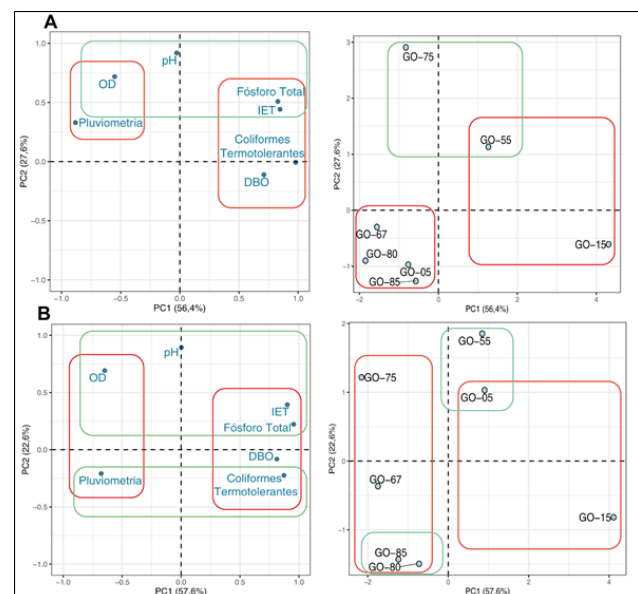 A
PC2 (27,6%)
1.0
0.5
0.0
-0.5
-1.0
pH
OD
Pluviometria
Fósforo Total
IET
Coliformes
Termotolerantes
DBO
-1.0
-0.5
0.0
0.5
1.0
PC1 (56,4%)
PC2 (27,6%)
3
2
1
0
-1
GO-75
GO-55
GO-67
GO-80
GO-05
GO-85
GO-15
-2
0
2
4
PC1 (56,4%)
B
PC2 (22,6%)
1.0
0.5
0.0
-0.5
-1.0
pH
OD
IET
Fósforo Total
DBO
Pluviometria
Coliformes
Termotolerantes
-1.0
-0.5
0.0
0.5
1.0
PC1 (57,6%)
PC2 (22,6%)
2
1
0
-1
GO-55
GO-75
GO-05
GO-67
GO-15
GO-85
GO-80
-2
0
2
4
PC1 (57,6%)